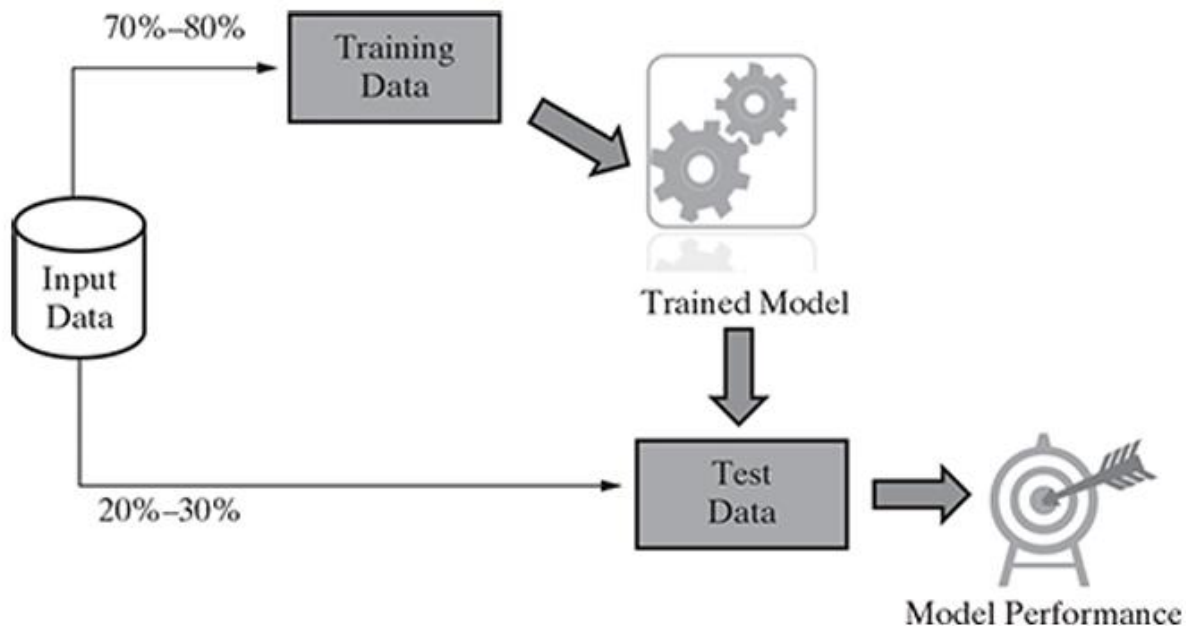 70%–80%
Training
Data
Input
Data
Trained Model
20%–30%
Test
Data
Model Performance